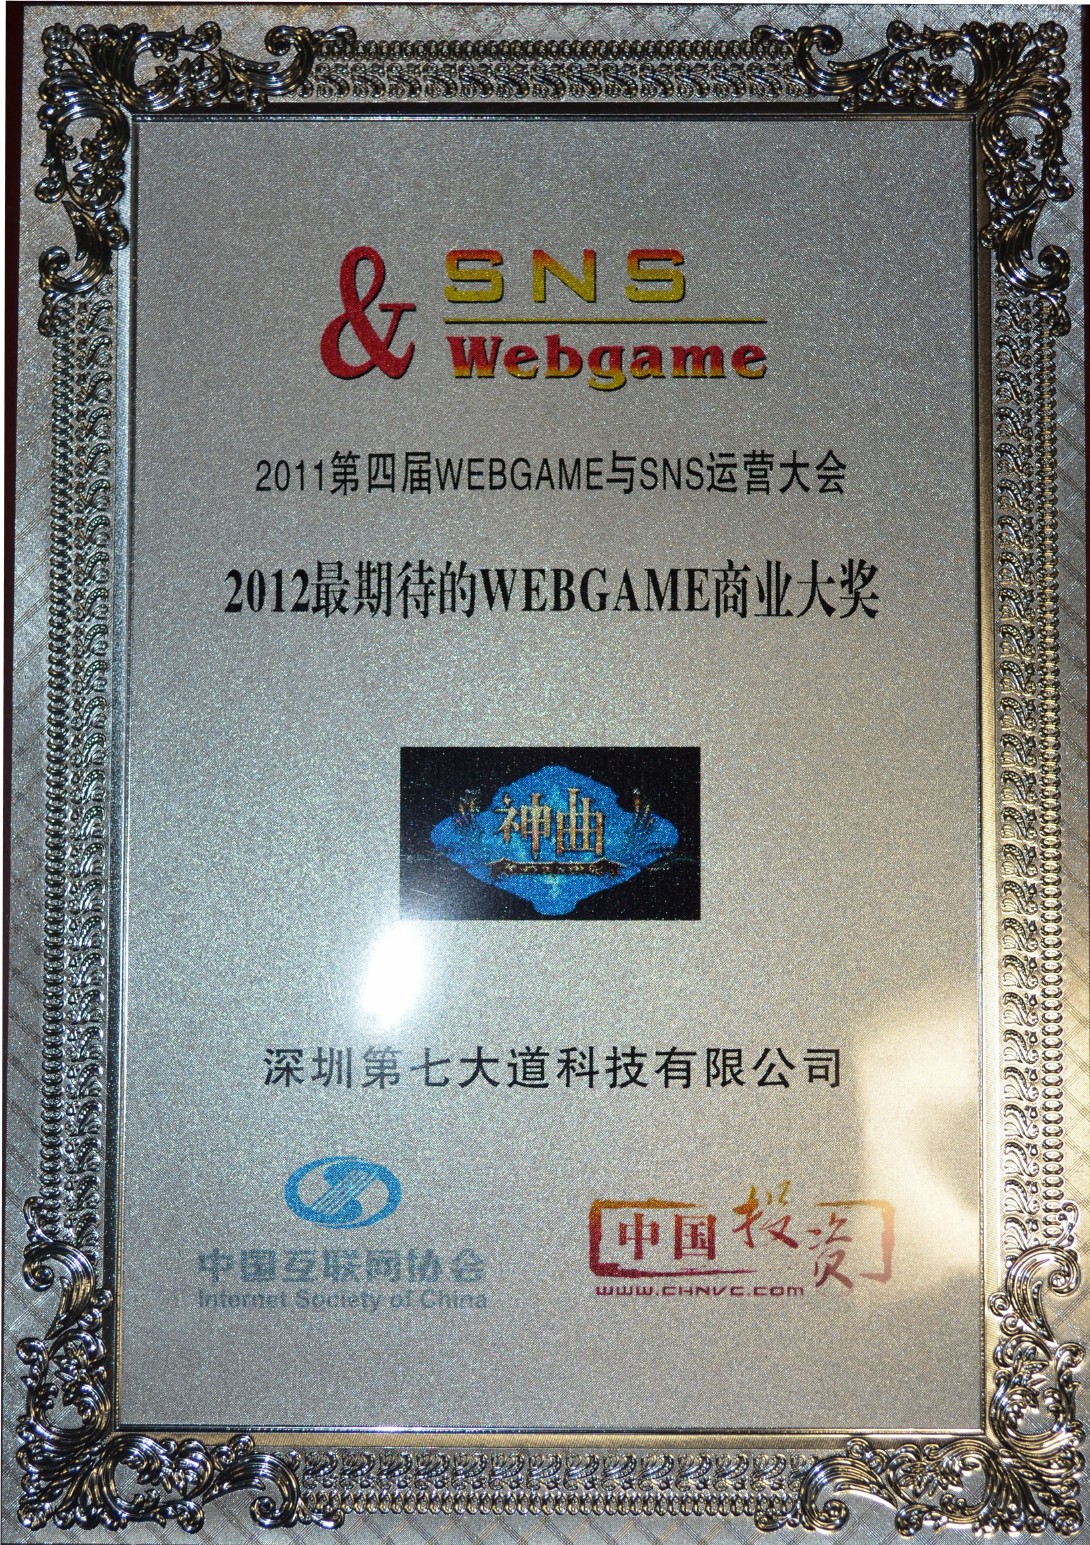 & SNS
Webgame
2011第四届WEBGAME与SNS运营大会
2012最期待的WEBGAME商业大奖
神曲
深圳第七大道科技有限公司
中国互联网协会
Internet Society of China
中国投资
www.CHNVC.com